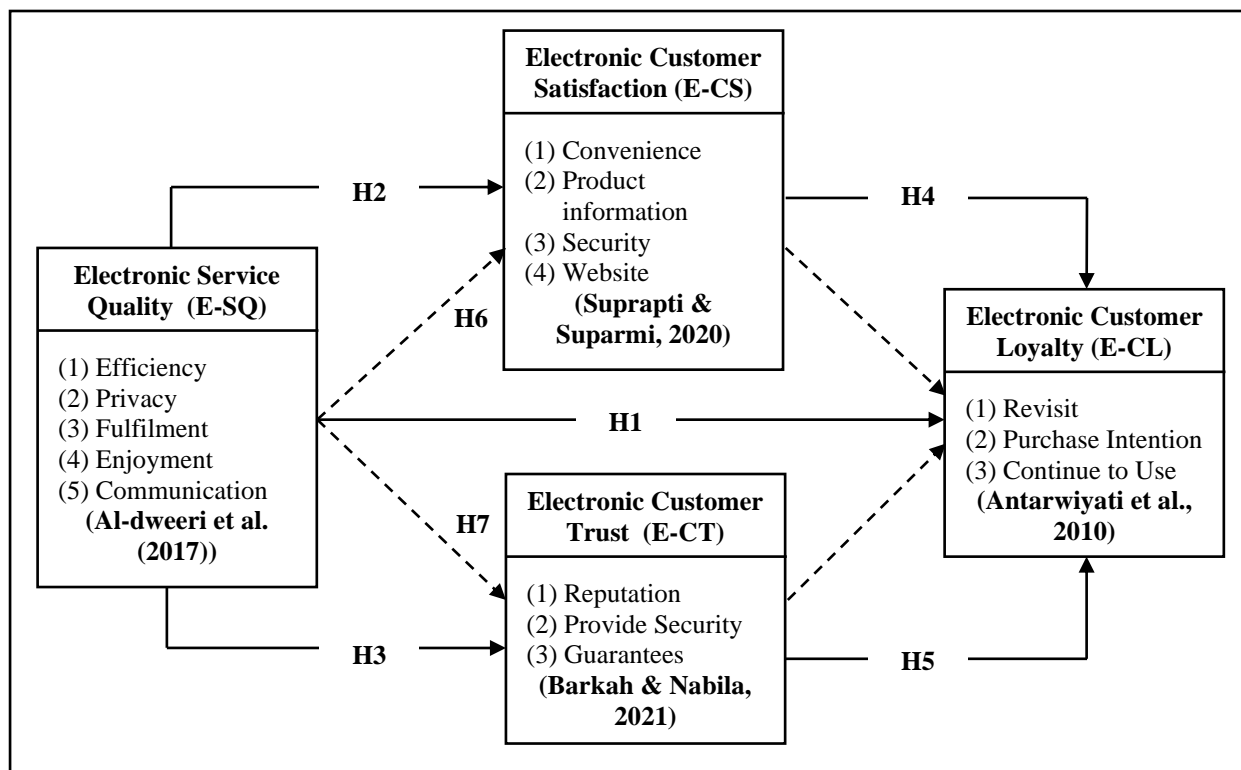 Electronic Customer
Satisfaction (E-CS)
(1) Convenience
(2) Product
information
(3) Security
(4) Website
(Suprapti &
Suparmi, 2020)
H2
H4
Electronic Service
Quality (E-SQ)
(1) Efficiency
(2) Privacy
(3) Fulfilment
(4) Enjoyment
(5) Communication
(Al-dweeri et al.
(2017))
H6
H1
H7
Electronic Customer
Loyalty (E-CL)
(1) Revisit
(2) Purchase Intention
(3) Continue to Use
(Antarwiyati et al.,
2010)
Electronic Customer
Trust (E-CT)
(1) Reputation
(2) Provide Security
(3) Guarantees
(Barkah & Nabila,
2021)
H3
H5